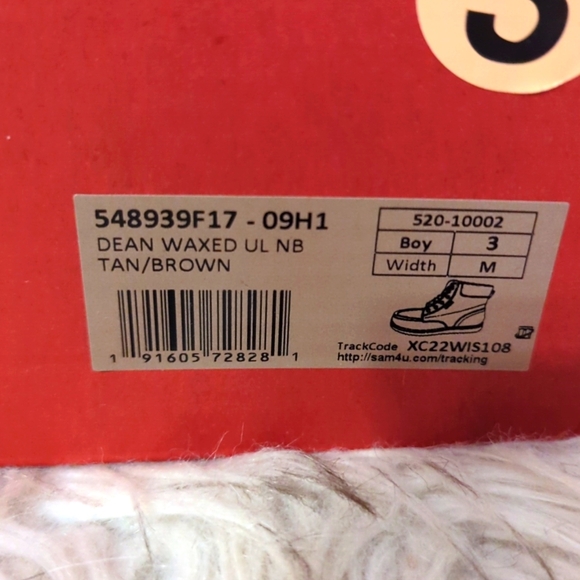 3
548939F17 - 09H1
DEAN WAXED UL NB
TAN/BROWN
520-10002
Boy 3
Width M
1 91605 72828 1
TrackCode XC22WIS108
http://sam4u.com/tracking